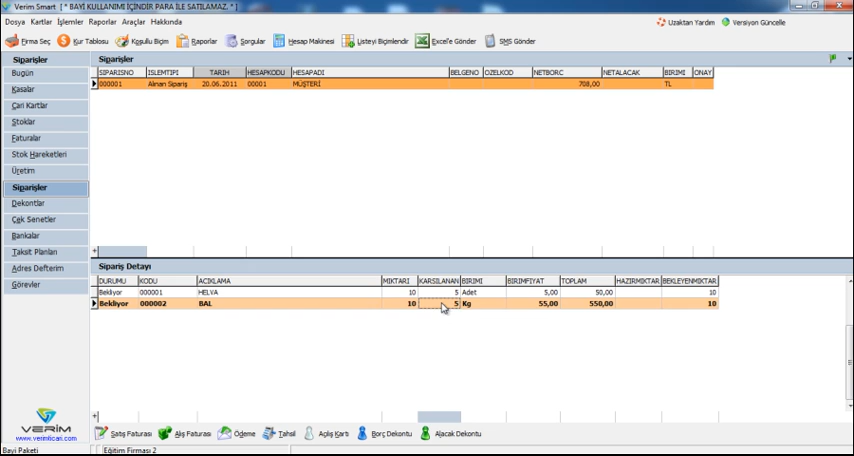 Verim Smart [ * BAYİ KULLANIMI İÇİNDİR PARA İLE SATILAMAZ. * ]
Dosya Kartlar İşlemler Raporlar Araçlar Hakkında
Uzaktan Yardım Versiyon Güncelle
Firma Seç Kur Tablosu Koşullu Biçim Raporlar Sorgular Hesap Makinesi Listeyi Biçimlendir Excel'e Gönder SMS Gönder
Siparişler
Bugün
Kasalar
Cari Kartlar
Stoklar
Faturalar
Stok Hareketleri
Üretim
Siparişler
Dekontlar
Çek Senetler
Bankalar
Taksit Planları
Adres Defterim
Görevler
VERİM
www.verimticari.com
Siparişler
SIPARISNO ISLEMTIPI TARIH HESAPKODU HESAPADI BELGENO OZELKOD NETBORC NETALACAK BIRIMI ONAY
000001 Alınan Sipariş 20.06.2011 00001 MÜŞTERİ 708,00 TL
Sipariş Detayı
DURUMU KODU ACIKLAMA MIKTARI KARSILANAN BIRIMI BIRIMFIYAT TOPLAM HAZIRMIKTAR BEKLEYENMIKTAR
Bekliyor 000001 HELVA 10 5 Adet 5,00 50,00 10
Bekliyor 000002 BAL 10 5 Kg 55,00 550,00 10
Satış Faturası Alış Faturası Ödeme Tahsil Açılış Kartı Borç Dekontu Alacak Dekontu
Bayi Paketi Eğitim Firması 2